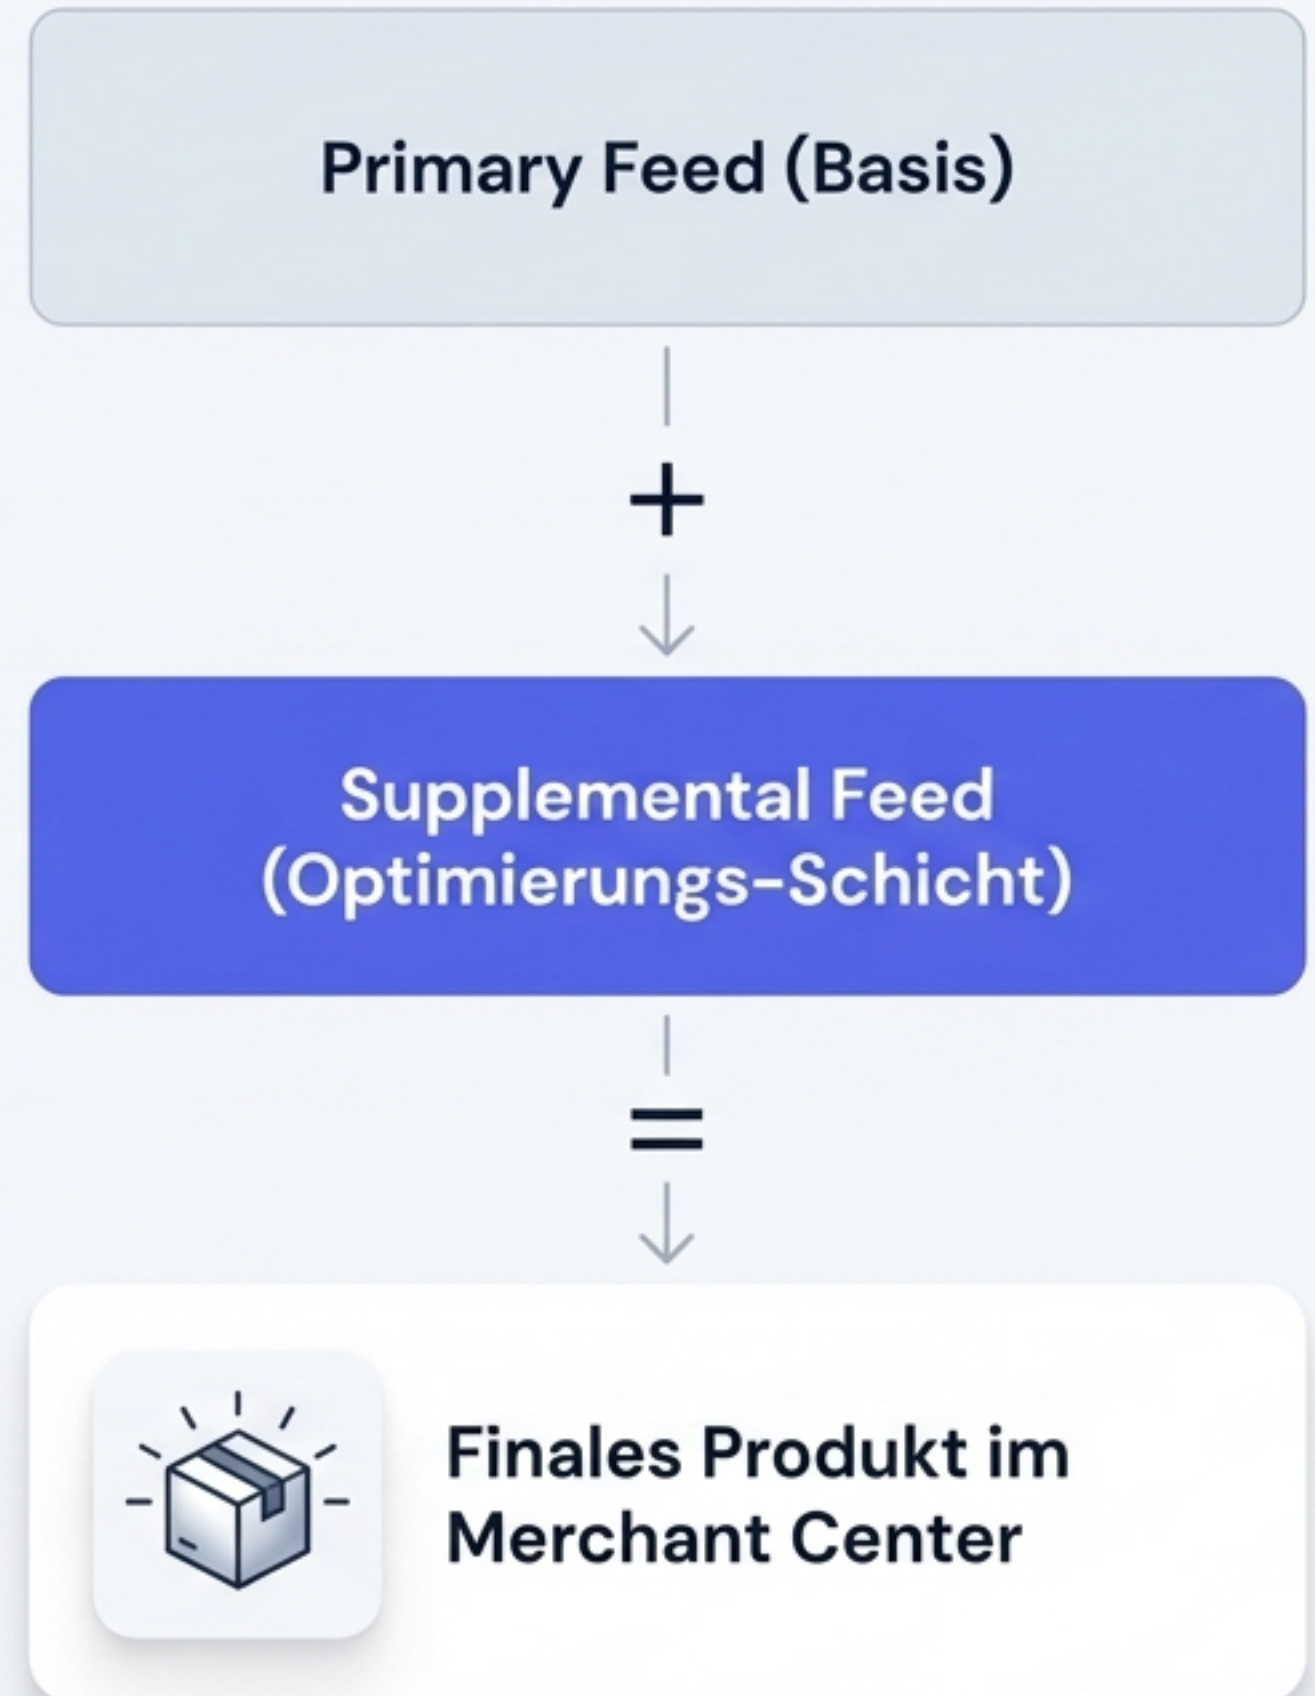 Primary Feed (Basis)
+
Supplemental Feed
(Optimierungs-Schicht)
=
Finales Produkt im
Merchant Center